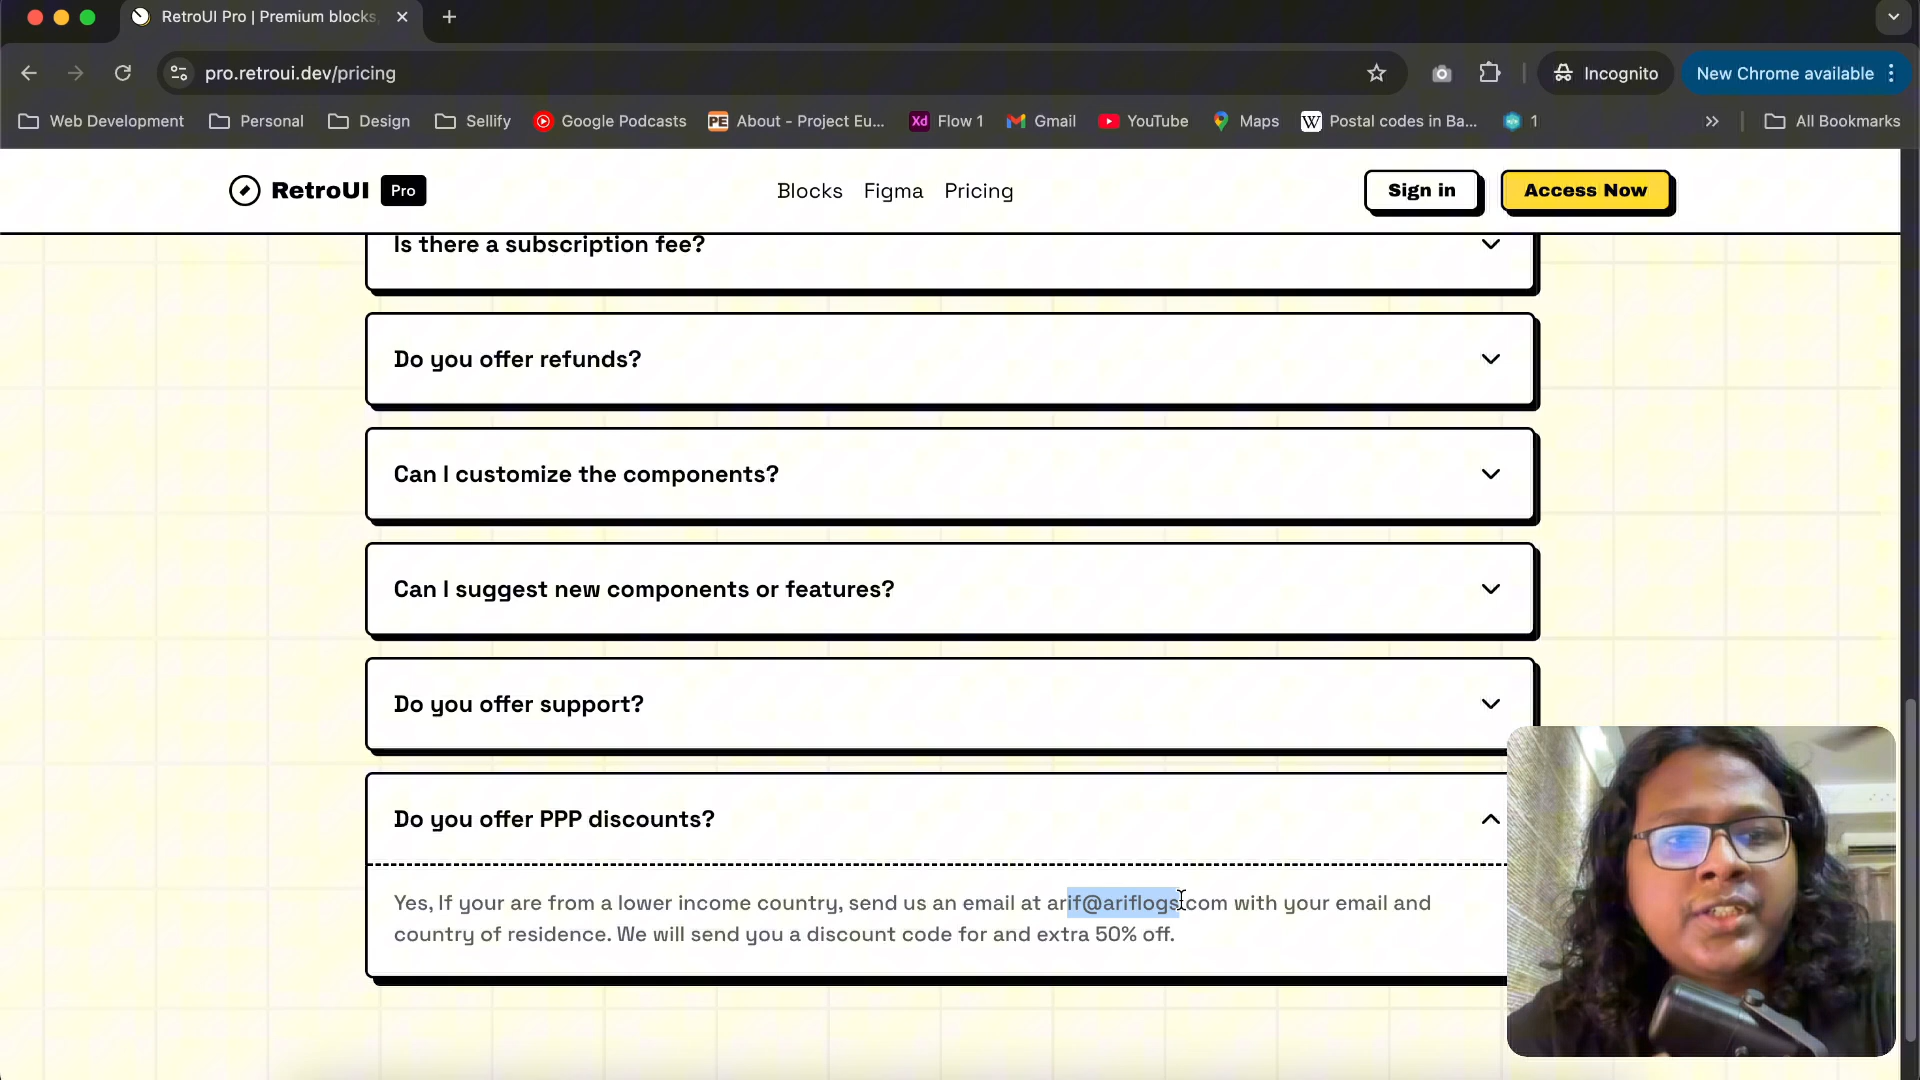 RetroUI Pro | Premium blocks,
pro.retroui.dev/pricing
Incognito
New Chrome available
Web Development
Personal
Design
Sellify
Google Podcasts
PE About - Project Eu...
Xd Flow 1
Gmail
YouTube
Maps
W Postal codes in Ba...
1
All Bookmarks
RetroUI Pro
Blocks
Figma
Pricing
Sign in
Access Now
Is there a subscription fee?
Do you offer refunds?
Can I customize the components?
Can I suggest new components or features?
Do you offer support?
Do you offer PPP discounts?
Yes, If your are from a lower income country, send us an email at arif@ariflogs.com with your email and
country of residence. We will send you a discount code for and extra 50% off.